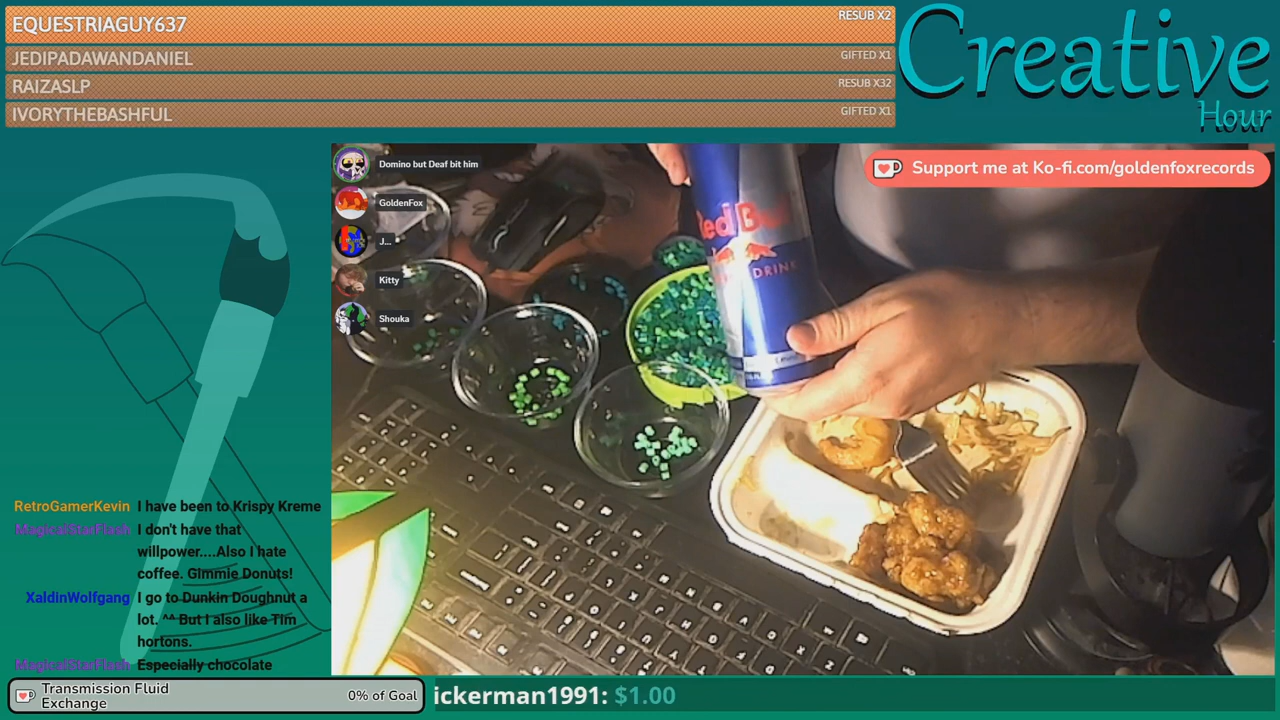 EQUESTRIAGUY637
RESUB X2
JEDIPADAWANDANIEL
GIFTED X1
RAIZASLP
RESUB X32
IVORYTHEBASHFUL
GIFTED X1
Creative
Hour
Support me at Ko-fi.com/goldenfoxrecords
Domino but Deaf bit him
GoldenFox
J...
Kitty
Shouka
Red Bull
DRINK
RetroGamerKevin I have been to Krispy Kreme
MagicalStarFlash I don't have that
willpower....Also I hate
coffee. Gimmie Donuts!
XaldinWolfgang I go to Dunkin Doughnut a
lot. ^^ But I also like Tim
hortons.
MagicalStarFlash Especially chocolate
Transmission Fluid
Exchange
0% of Goal
ickerman1991: $1.00